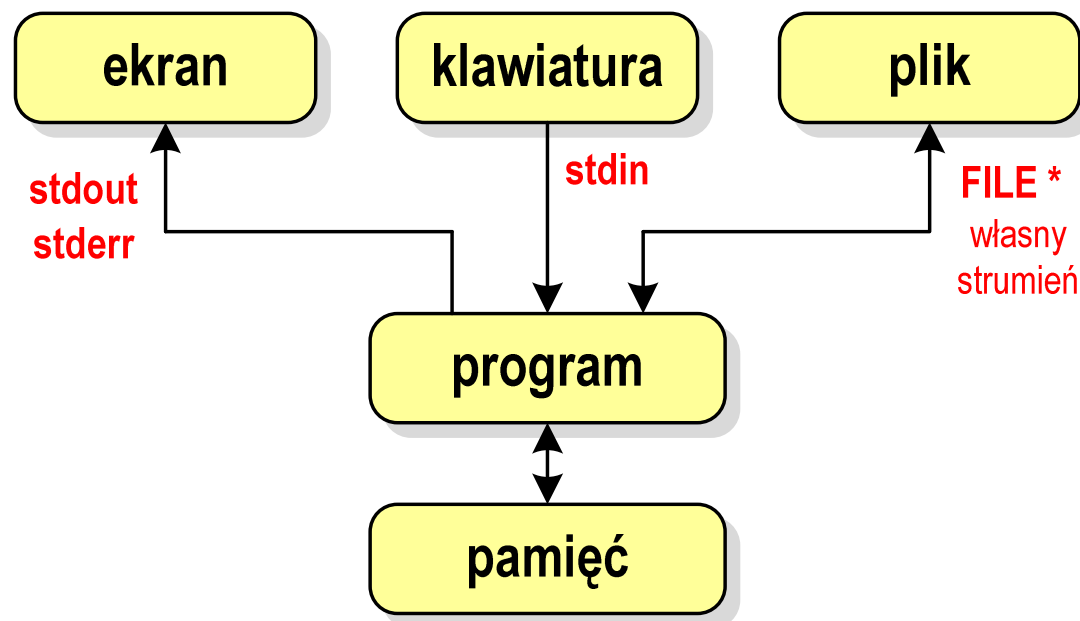 ekran
klawiatura
plik
stdout
stderr
stdin
FILE *
własny
strumień
program
pamięć